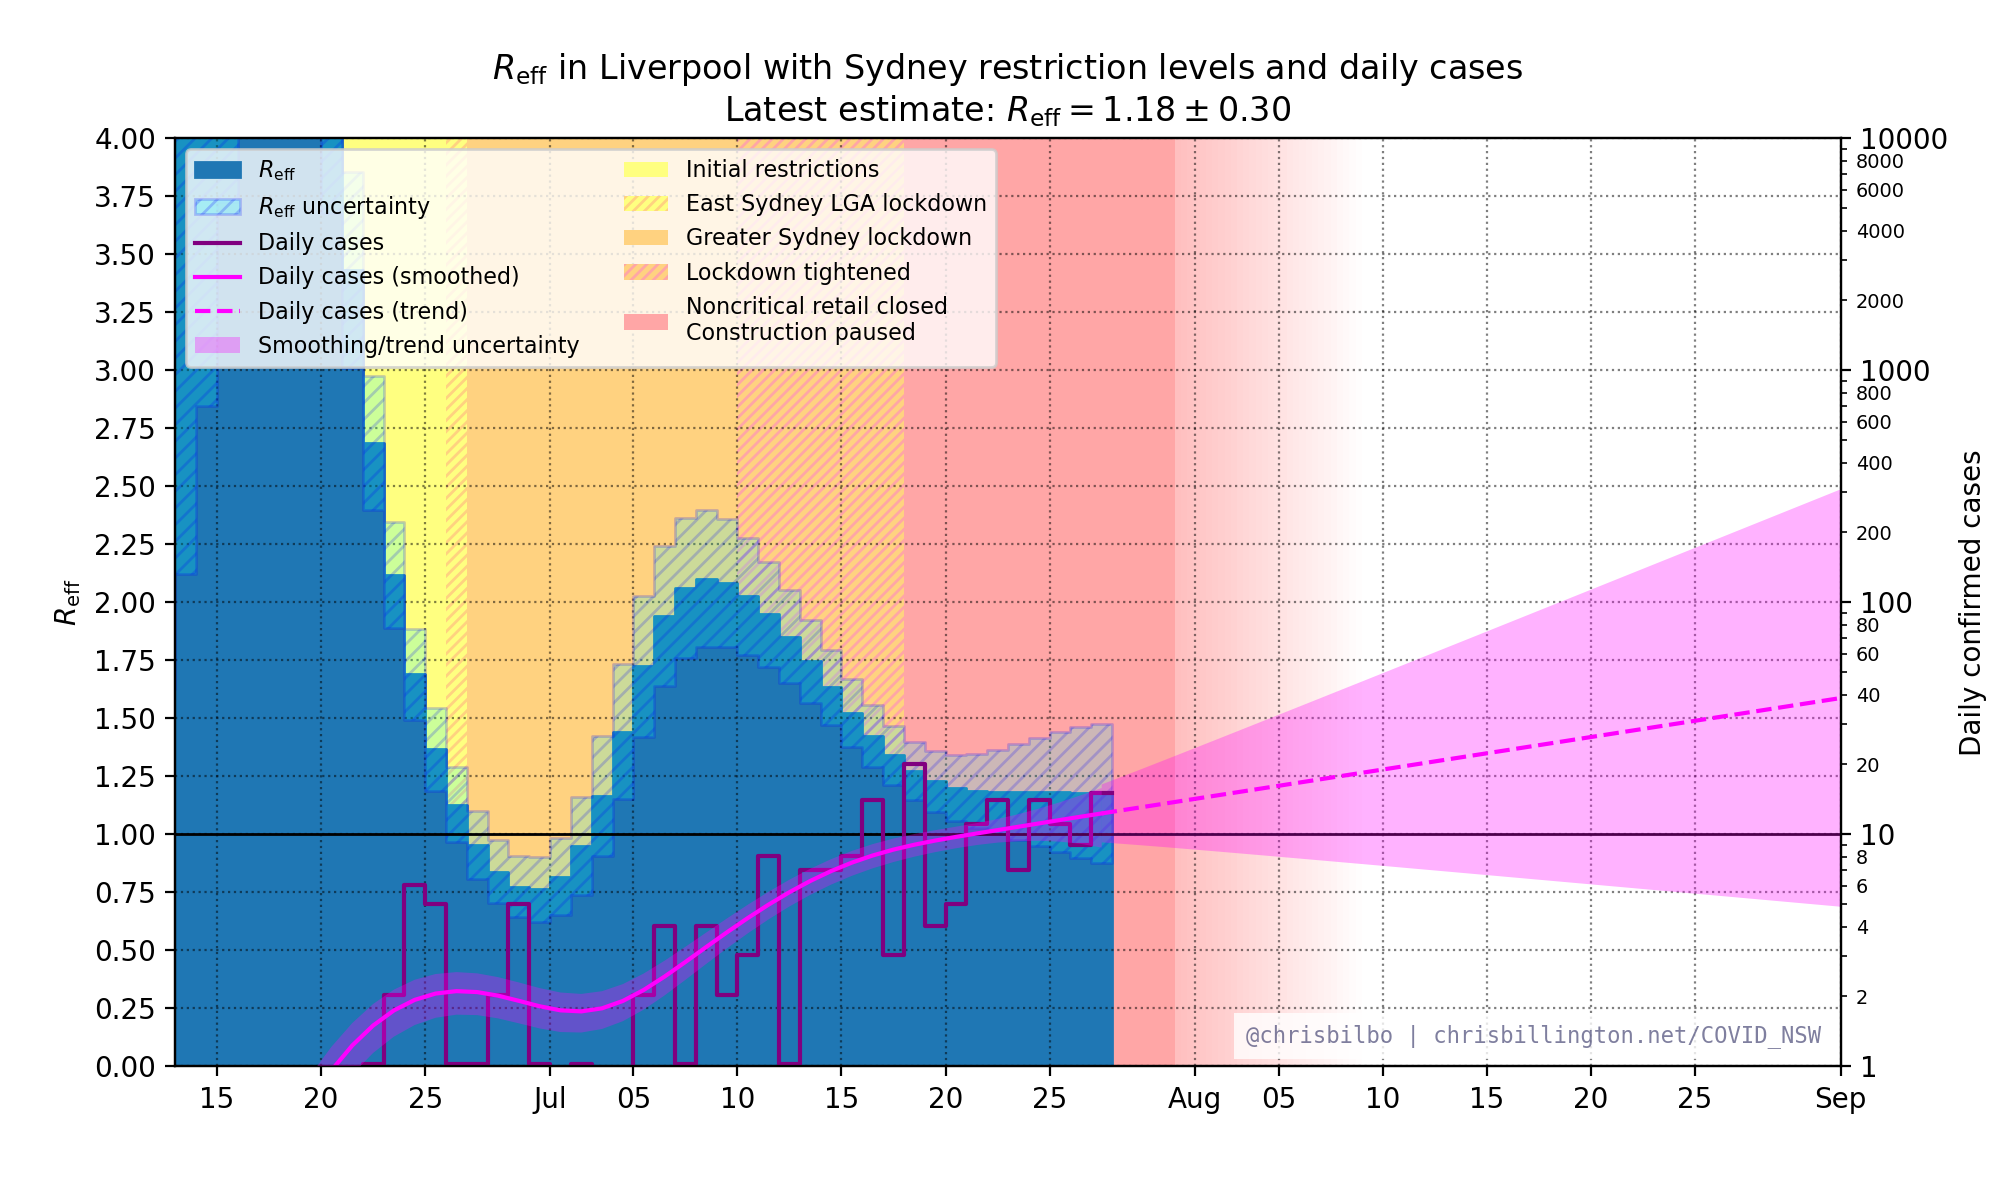 R_eff in Liverpool with Sydney restriction levels and daily cases
Latest estimate: R_eff = 1.18 ± 0.30
R_eff
R_eff uncertainty
Daily cases
Daily cases (smoothed)
Daily cases (trend)
Smoothing/trend uncertainty
Initial restrictions
East Sydney LGA lockdown
Greater Sydney lockdown
Lockdown tightened
Noncritical retail closed
Construction paused
4.00
3.75
3.50
3.25
3.00
2.75
2.50
2.25
2.00
1.75
1.50
1.25
1.00
0.75
0.50
0.25
0.00
R_eff
10000
8000
6000
4000
2000
1000
800
600
400
200
100
80
60
40
20
10
8
6
4
2
1
Daily confirmed cases
@chrisbilbo | chrisbillington.net/COVID_NSW
15 20 25 Jul 05 10 15 20 25 Aug 05 10 15 20 25 Sep